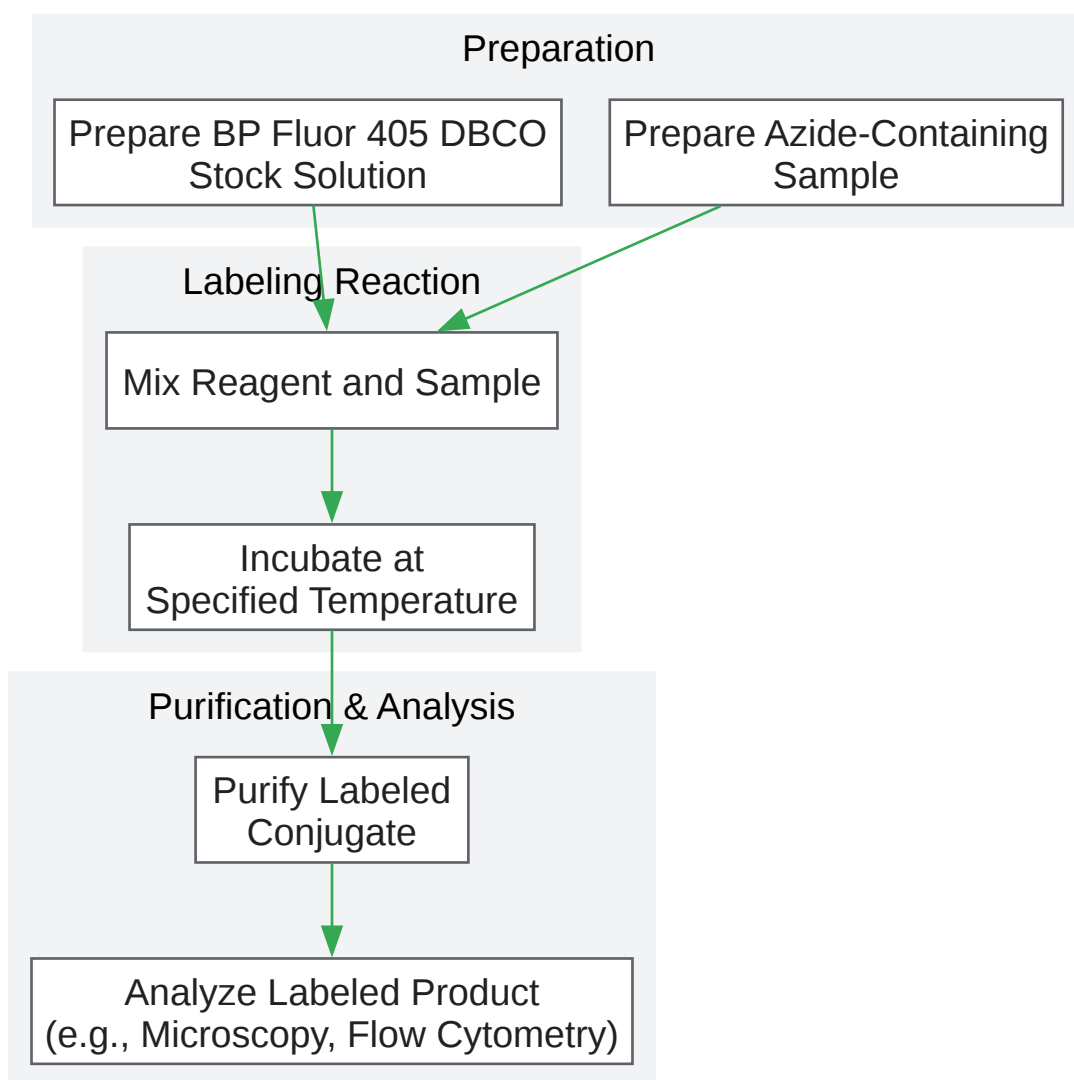 Preparation
Prepare BP Fluor 405 DBCO
Stock Solution
Prepare Azide-Containing
Sample
Labeling Reaction
Mix Reagent and Sample
Incubate at
Specified Temperature
Purification & Analysis
Purify Labeled
Conjugate
Analyze Labeled Product
(e.g., Microscopy, Flow Cytometry)